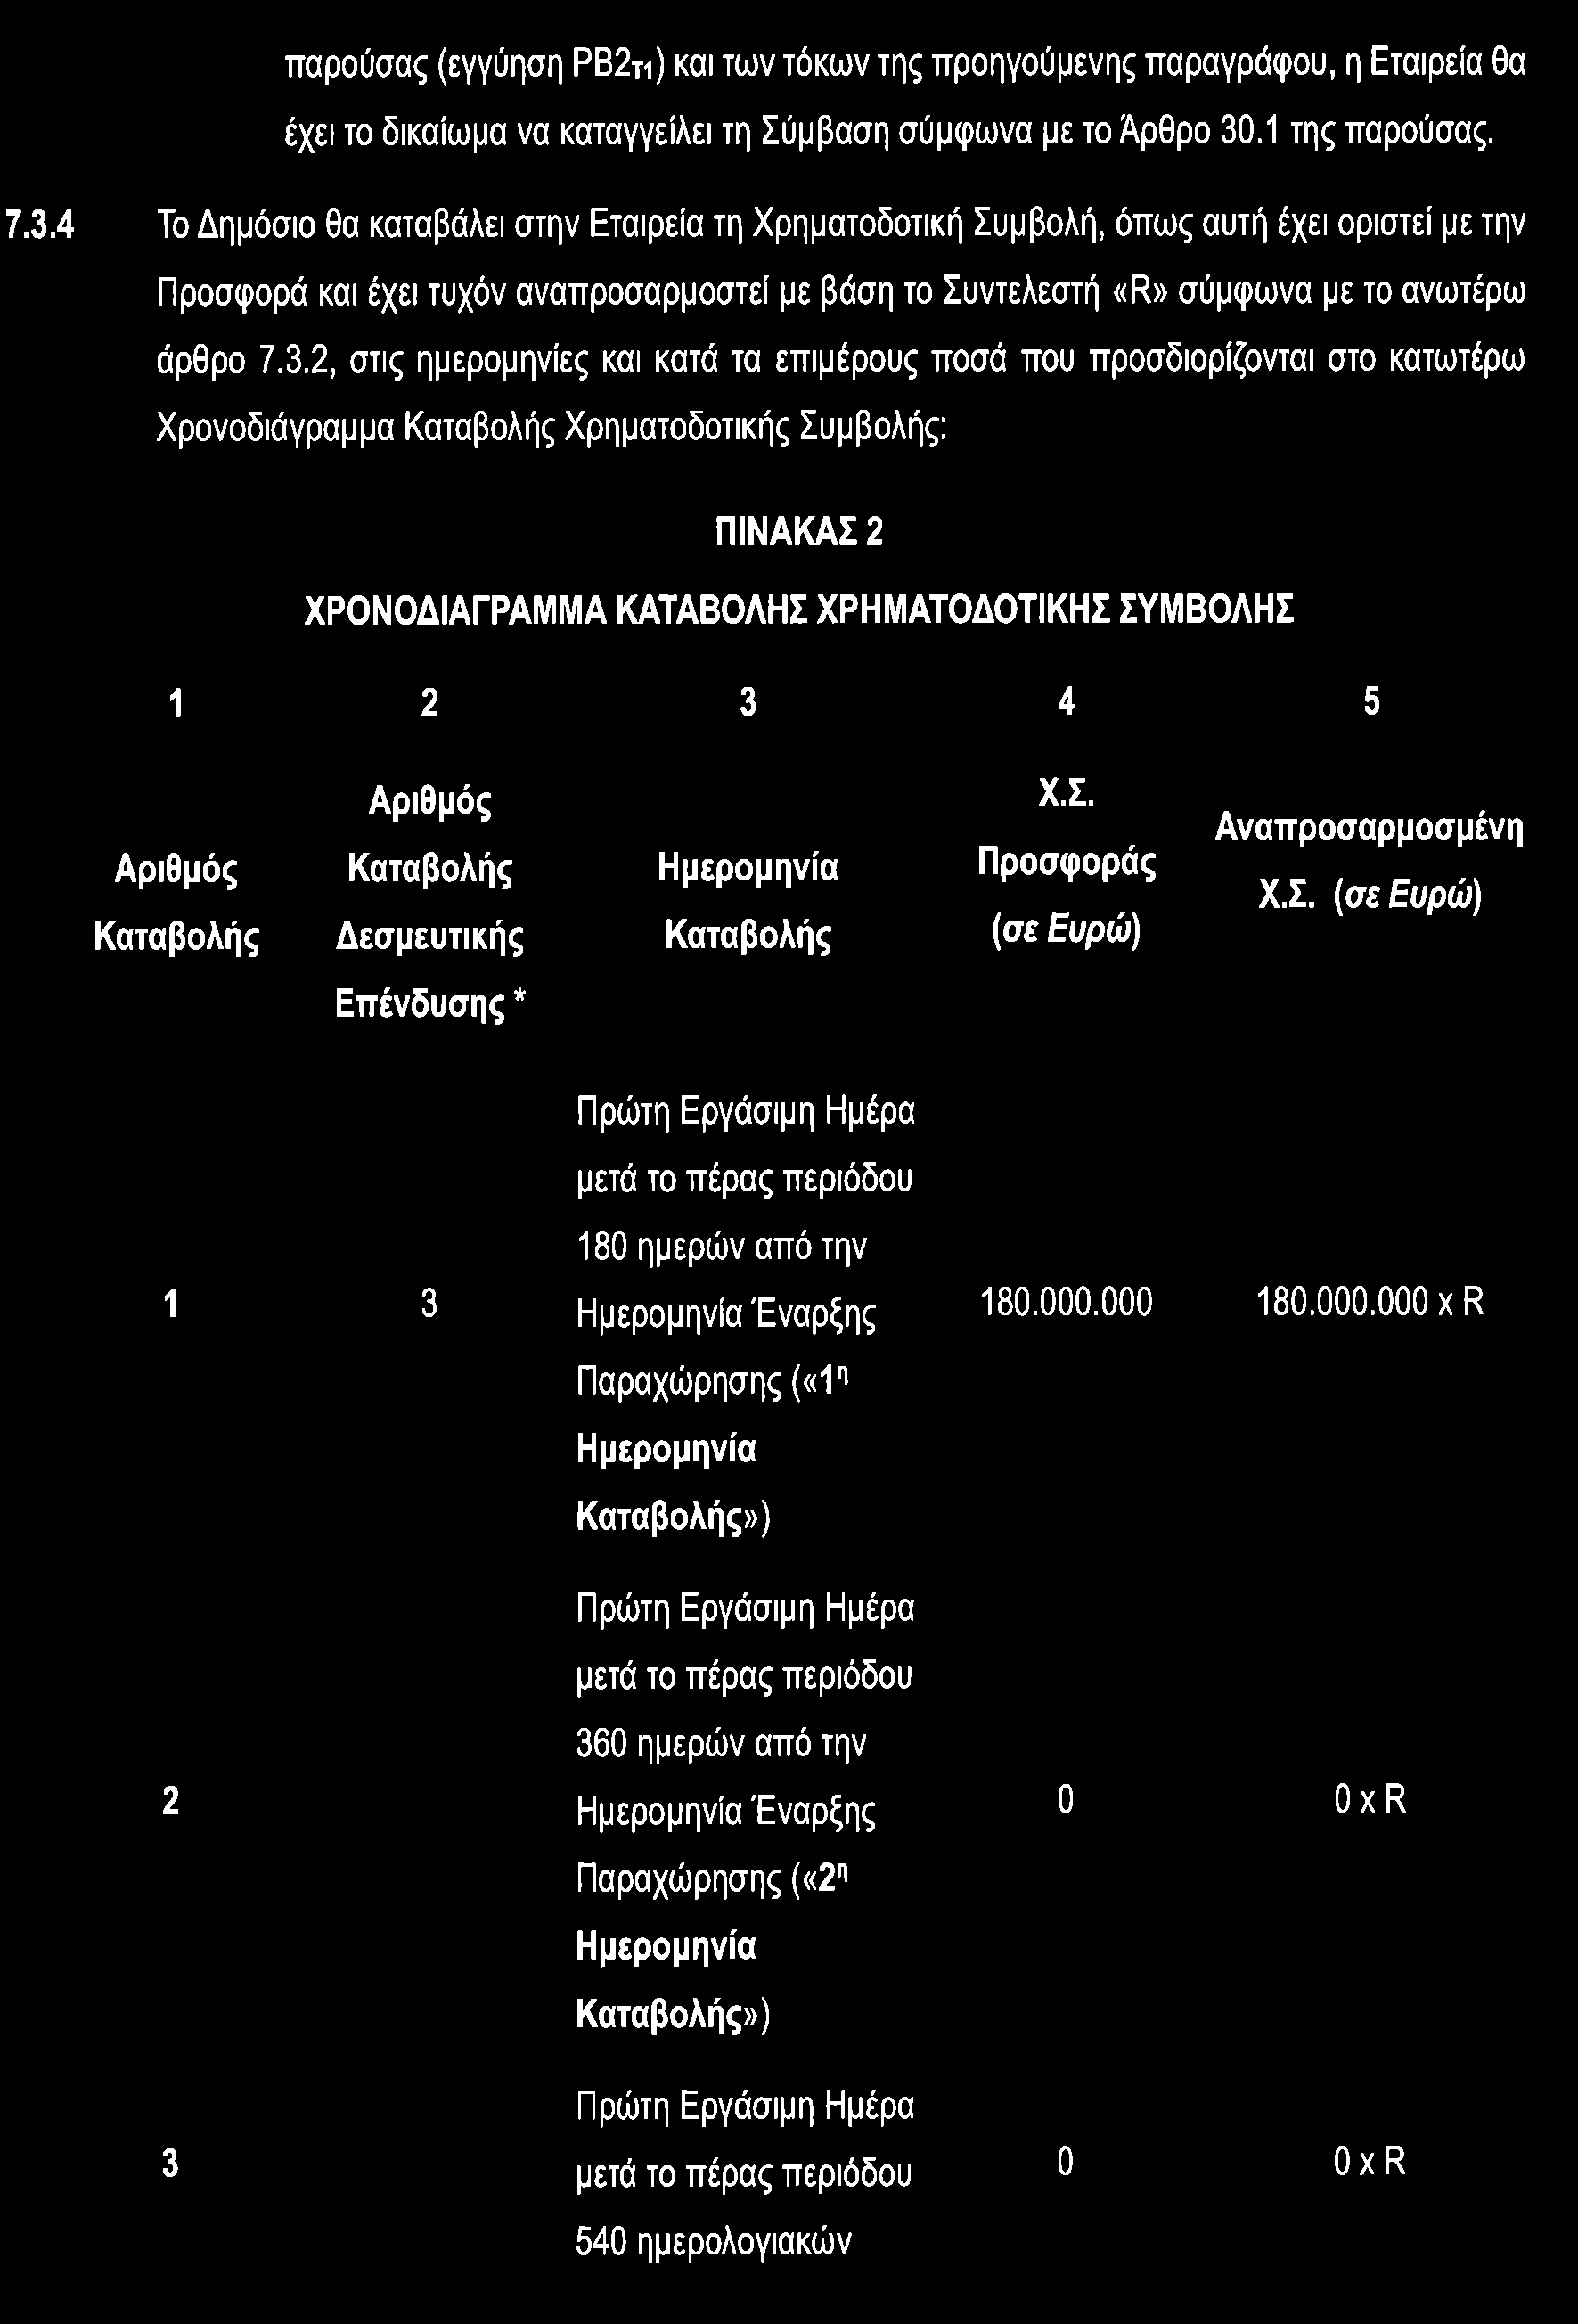 παρούσας (εγγύηση PB2T1) και των τόκων της προηγούμενης παραγράφου, η Εταιρεία θα
έχει το δικαίωμα να καταγγείλει τη Σύμβαση σύμφωνα με το Άρθρο 30.1 της παρούσας.
7.3.4 Το Δημόσιο θα καταβάλει στην Εταιρεία τη Χρηματοδοτική Συμβολή, όπως αυτή έχει οριστεί με την
Προσφορά και έχει τυχόν αναπροσαρμοστεί με βάση το Συντελεστή «R» σύμφωνα με το ανωτέρω
άρθρο 7.3.2, στις ημερομηνίες και κατά τα επιμέρους ποσά που προσδιορίζονται στο κατωτέρω
Χρονοδιάγραμμα Καταβολής Χρηματοδοτικής Συμβολής:
ΠΙΝΑΚΑΣ 2
ΧΡΟΝΟΔΙΑΓΡΑΜΜΑ ΚΑΤΑΒΟΛΗΣ ΧΡΗΜΑΤΟΔΟΤΙΚΗΣ ΣΥΜΒΟΛΗΣ
1 2 3 4 5
Αριθμός
Καταβολής
Αριθμός
Καταβολής
Δεσμευτικής
Επένδυσης *
Ημερομηνία
Καταβολής
Χ.Σ.
Προσφοράς
(σε Ευρώ)
Αναπροσαρμοσμένη
Χ.Σ. (σε Ευρώ)
1
3
Πρώτη Εργάσιμη Ημέρα
μετά το πέρας περιόδου
180 ημερών από την
Ημερομηνία Έναρξης
Παραχώρησης («1η
Ημερομηνία
Καταβολής»)
180.000.000
180.000.000 x R
2
Πρώτη Εργάσιμη Ημέρα
μετά το πέρας περιόδου
360 ημερών από την
Ημερομηνία Έναρξης
Παραχώρησης («2η
Ημερομηνία
Καταβολής»)
0
0 x R
3
Πρώτη Εργάσιμη Ημέρα
μετά το πέρας περιόδου
540 ημερολογιακών
0
0 x R